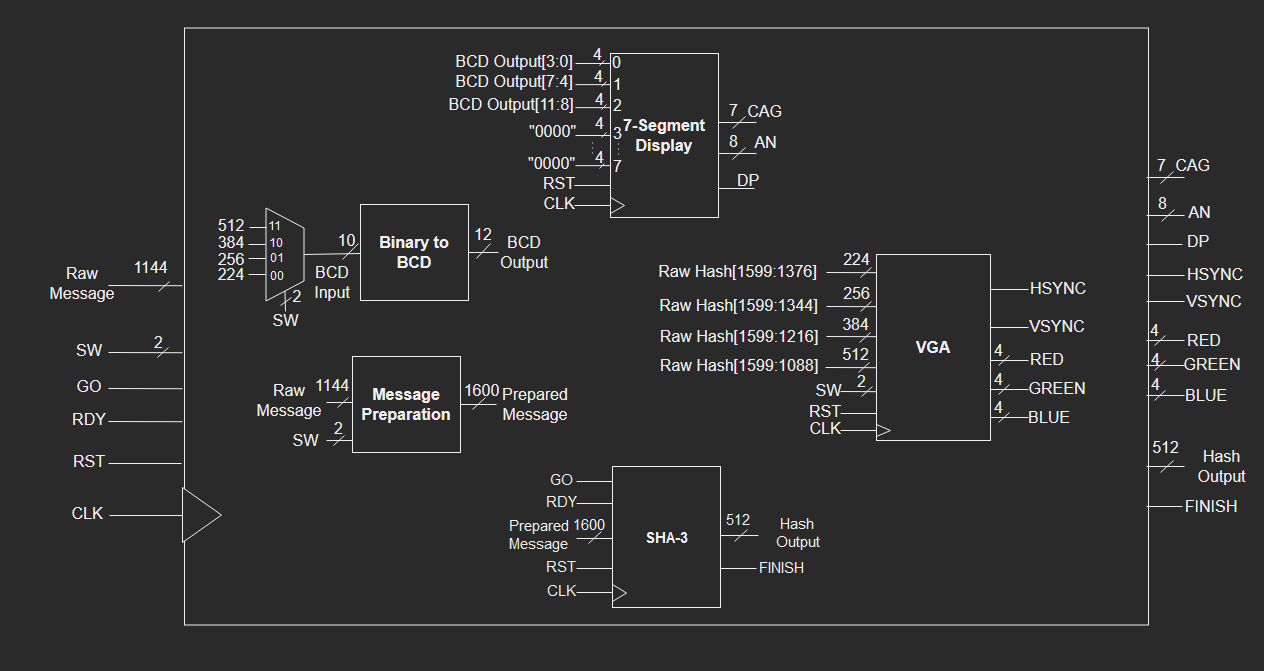 BCD Output[3:0] 4 0
BCD Output[7:4] 4 1
BCD Output[11:8] 4 2
"0000" 4 3
"0000" 4 7
RST
CLK
7-Segment
Display
7 CAG
8 AN
DP
512 11
384 10
256 01
224 00
2
SW
10
BCD
Input
Binary to
BCD
12 BCD
Output
Raw
Message
1144
SW 2
GO
RDY
RST
CLK
Raw
Message
1144
SW 2
Message
Preparation
1600 Prepared
Message
Raw Hash[1599:1376] 224
Raw Hash[1599:1344] 256
Raw Hash[1599:1216] 384
Raw Hash[1599:1088] 512
SW 2
RST
CLK
VGA
HSYNC
VSYNC
4 RED
4 GREEN
4 BLUE
GO
RDY
Prepared 1600
Message
RST
CLK
SHA-3
512 Hash
Output
FINISH
7 CAG
8 AN
DP
HSYNC
VSYNC
4 RED
4 GREEN
4 BLUE
512 Hash
Output
FINISH